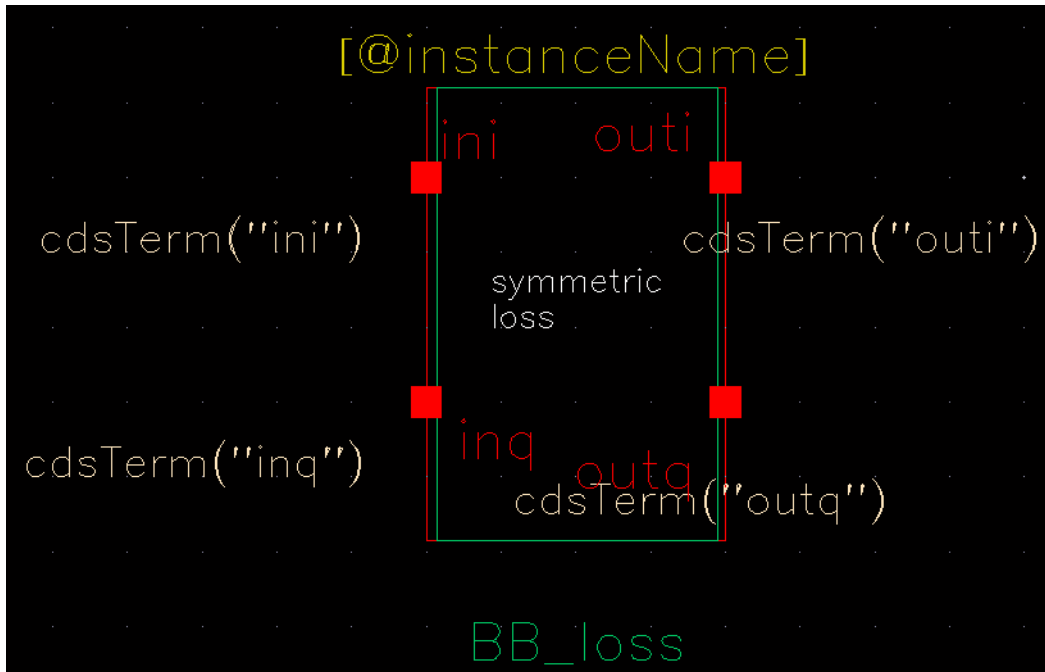 [@instanceName]
ini
outi
cdsTerm("ini")
cdsTerm("outi")
symmetric
loss
inq
outq
cdsTerm("inq")
cdsTerm("outq")
BB_loss